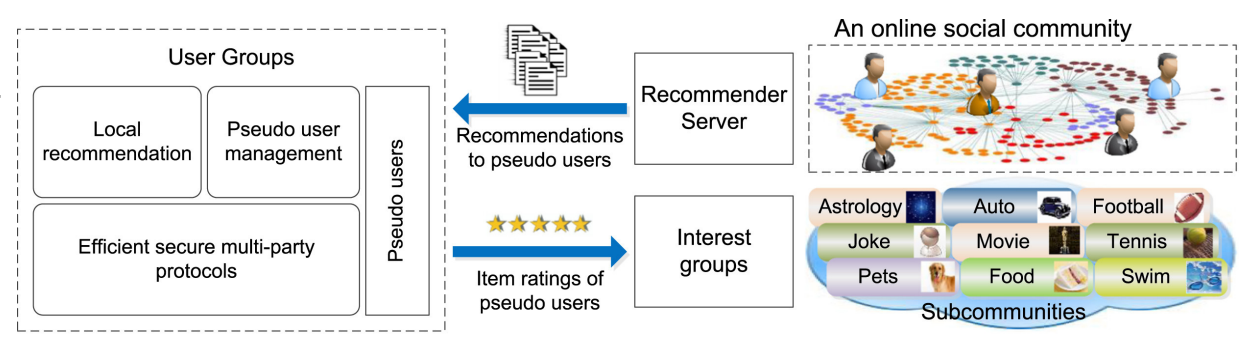 User Groups
Local
recommendation
Pseudo user
management
Efficient secure multi-party
protocols
Pseudo users
Recommendations
to pseudo users
Item ratings of
pseudo users
Recommender
Server
Interest
groups
An online social community
Astrology
Auto
Football
Joke
Movie
Tennis
Pets
Food
Swim
Subcommunities